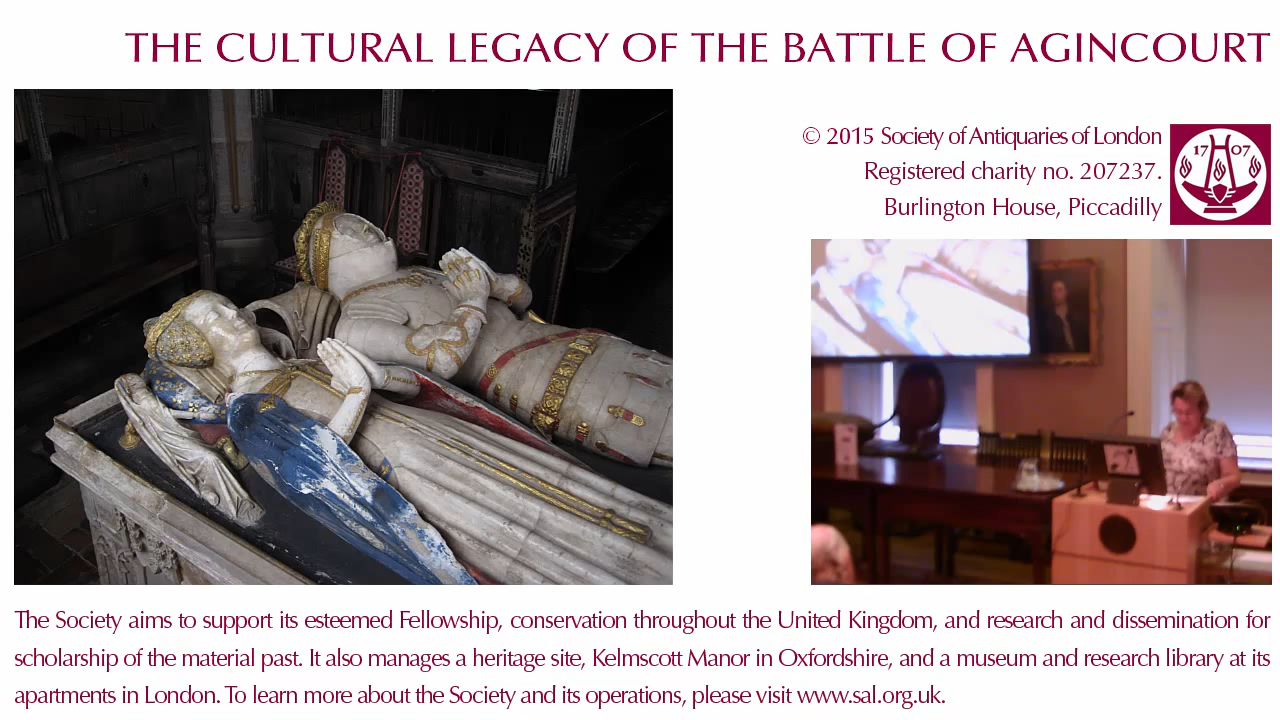 THE CULTURAL LEGACY OF THE BATTLE OF AGINCOURT
© 2015 Society of Antiquaries of London
Registered charity no. 207237.
Burlington House, Piccadilly
17 07
The Society aims to support its esteemed Fellowship, conservation throughout the United Kingdom, and research and dissemination for
scholarship of the material past. It also manages a heritage site, Kelmscott Manor in Oxfordshire, and a museum and research library at its
apartments in London. To learn more about the Society and its operations, please visit www.sal.org.uk.